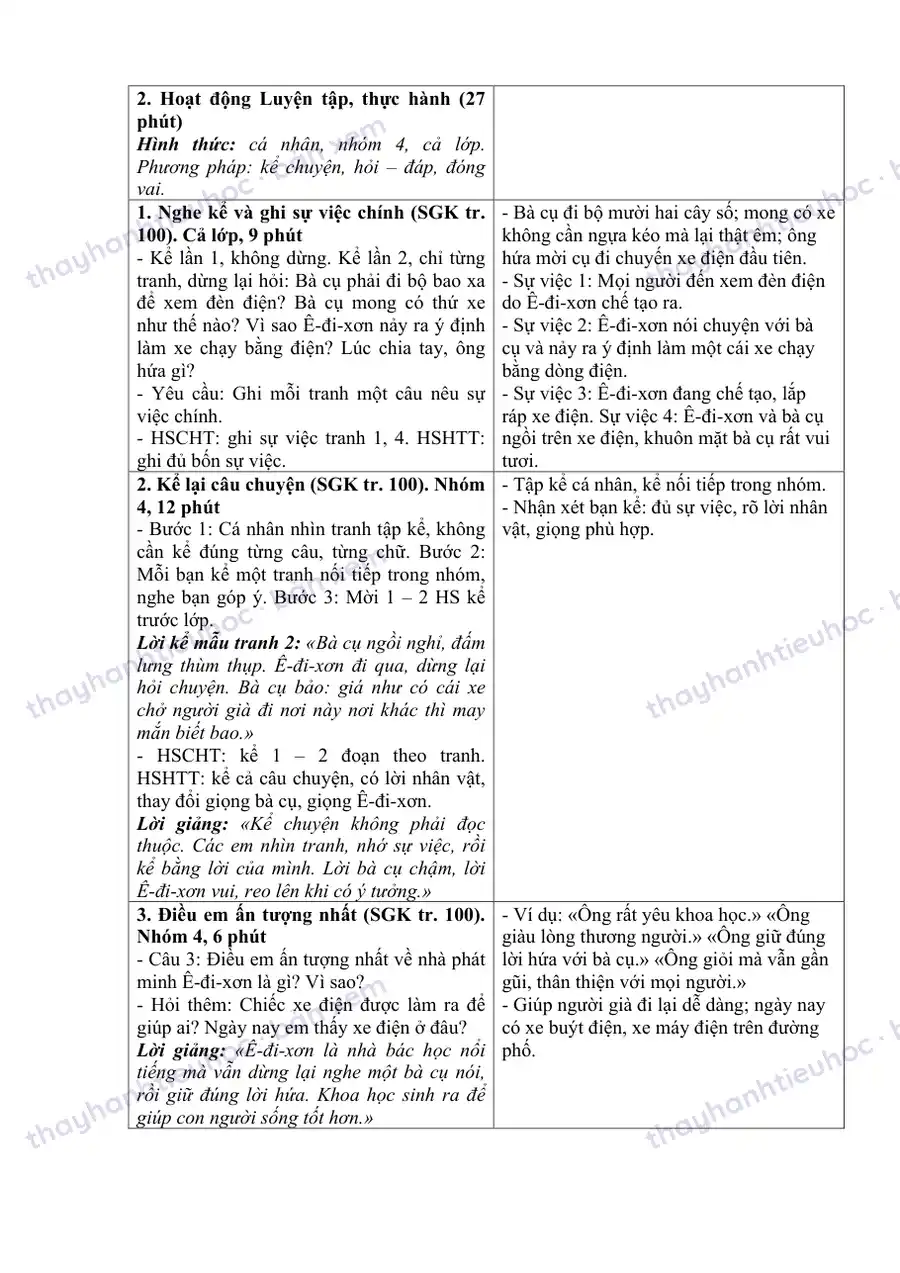 2. Hoạt động Luyện tập, thực hành (27
phút)
Hình thức: cá nhân, nhóm 4, cả lớp.
Phương pháp: kể chuyện, hỏi – đáp, đóng
vai.
1. Nghe kể và ghi sự việc chính (SGK tr.
100). Cả lớp, 9 phút
- Kể lần 1, không dừng. Kể lần 2, chỉ từng
tranh, dừng lại hỏi: Bà cụ phải đi bộ bao xa
để xem đèn điện? Bà cụ mong có thứ xe
như thế nào? Vì sao Ê-đi-xơn nảy ra ý định
làm xe chạy bằng điện? Lúc chia tay, ông
hứa gì?
- Yêu cầu: Ghi mỗi tranh một câu nêu sự
việc chính.
- HSCHT: ghi sự việc tranh 1, 4. HSHTT:
ghi đủ bốn sự việc.
- Bà cụ đi bộ mười hai cây số; mong có xe
không cần ngựa kéo mà lại thật êm; ông
hứa mời cụ đi chuyến xe điện đầu tiên.
- Sự việc 1: Mọi người đến xem đèn điện
do Ê-đi-xơn chế tạo ra.
- Sự việc 2: Ê-đi-xơn nói chuyện với bà
cụ và nảy ra ý định làm một cái xe chạy
bằng dòng điện.
- Sự việc 3: Ê-đi-xơn đang chế tạo, lắp
ráp xe điện. Sự việc 4: Ê-đi-xơn và bà cụ
ngồi trên xe điện, khuôn mặt bà cụ rất vui
tươi.
2. Kể lại câu chuyện (SGK tr. 100). Nhóm
4, 12 phút
- Bước 1: Cá nhân nhìn tranh tập kể, không
cần kể đúng từng câu, từng chữ. Bước 2:
Mỗi bạn kể một tranh nối tiếp trong nhóm,
nghe bạn góp ý. Bước 3: Mời 1 – 2 HS kể
trước lớp.
Lời kể mẫu tranh 2: «Bà cụ ngồi nghỉ, đấm
lưng thùm thụp. Ê-đi-xơn đi qua, dừng lại
hỏi chuyện. Bà cụ bảo: giá như có cái xe
chở người già đi nơi này nơi khác thì may
mắn biết bao.»
- HSCHT: kể 1 – 2 đoạn theo tranh.
HSHTT: kể cả câu chuyện, có lời nhân vật,
thay đổi giọng bà cụ, giọng Ê-đi-xơn.
Lời giảng: «Kể chuyện không phải đọc
thuộc. Các em nhìn tranh, nhớ sự việc, rồi
kể bằng lời của mình. Lời bà cụ chậm, lời
Ê-đi-xơn vui, reo lên khi có ý tưởng.»
- Tập kể cá nhân, kể nối tiếp trong nhóm.
- Nhận xét bạn kể: đủ sự việc, rõ lời nhân
vật, giọng phù hợp.
3. Điều em ấn tượng nhất (SGK tr. 100).
Nhóm 4, 6 phút
- Câu 3: Điều em ấn tượng nhất về nhà phát
minh Ê-đi-xơn là gì? Vì sao?
- Hỏi thêm: Chiếc xe điện được làm ra để
giúp ai? Ngày nay em thấy xe điện ở đâu?
Lời giảng: «Ê-đi-xơn là nhà bác học nổi
tiếng mà vẫn dừng lại nghe một bà cụ nói,
rồi giữ đúng lời hứa. Khoa học sinh ra để
giúp con người sống tốt hơn.»
- Ví dụ: «Ông rất yêu khoa học.» «Ông
giàu lòng thương người.» «Ông giữ đúng
lời hứa với bà cụ.» «Ông giỏi mà vẫn gần
gũi, thân thiện với mọi người.»
- Giúp người già đi lại dễ dàng; ngày nay
có xe buýt điện, xe máy điện trên đường
phố.
thayhanhtieuhoc · bản xem
thayhanhtieuhoc · b
thayhanhtieuhoc · bản xem
thayhanhtieuhoc · b
thayhanhtieuhoc · bản xem
thayhanhtieuhoc · b